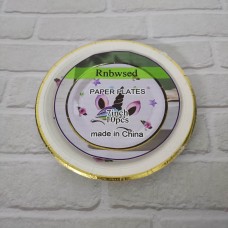 Rnbwsed
PAPER PLATES
7inch
10pcs
made in China